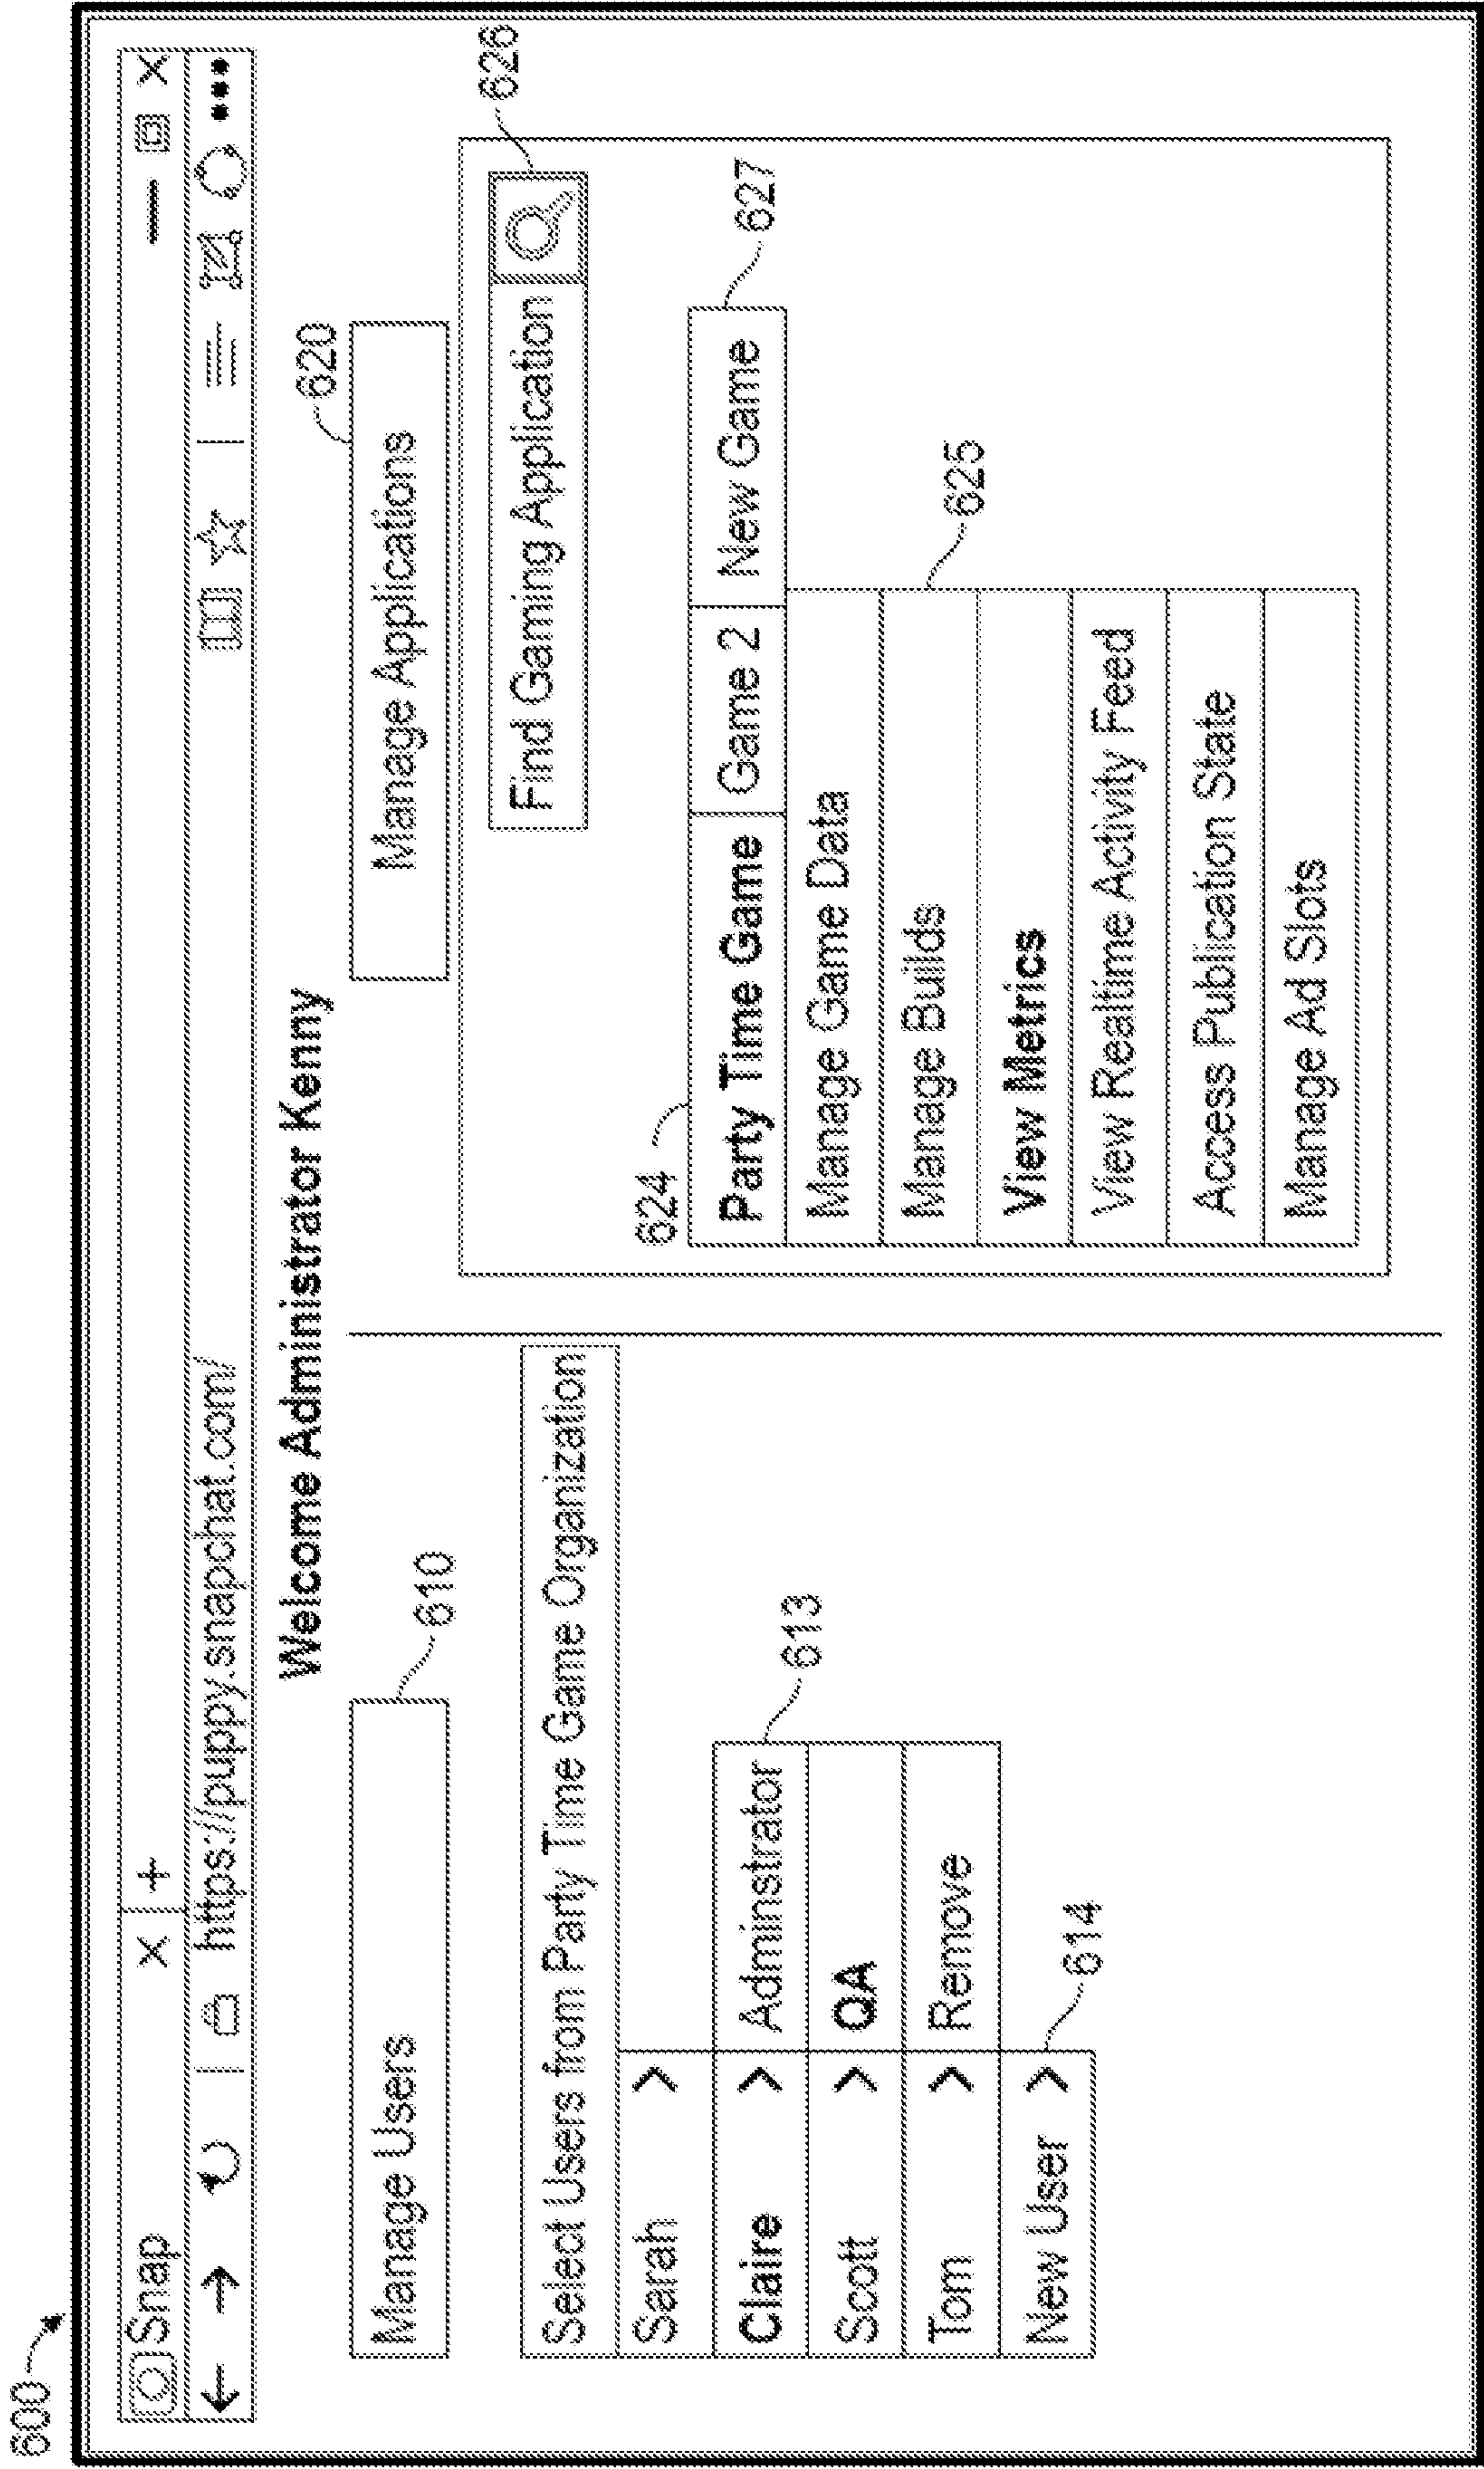 600
Snap X +
https://puppy.snapchat.com/
Welcome Administrator Kenny
Manage Users
610
Manage Applications
620
Select Users from Party Time Game Organization
Sarah >
Claire > Adminstrator
613
Scott > QA
Tom > Remove
New User >
614
Find Gaming Application
626
624
Party Time Game Game 2 New Game
627
Manage Game Data
Manage Builds
625
View Metrics
View Realtime Activity Feed
Access Publication State
Manage Ad Slots